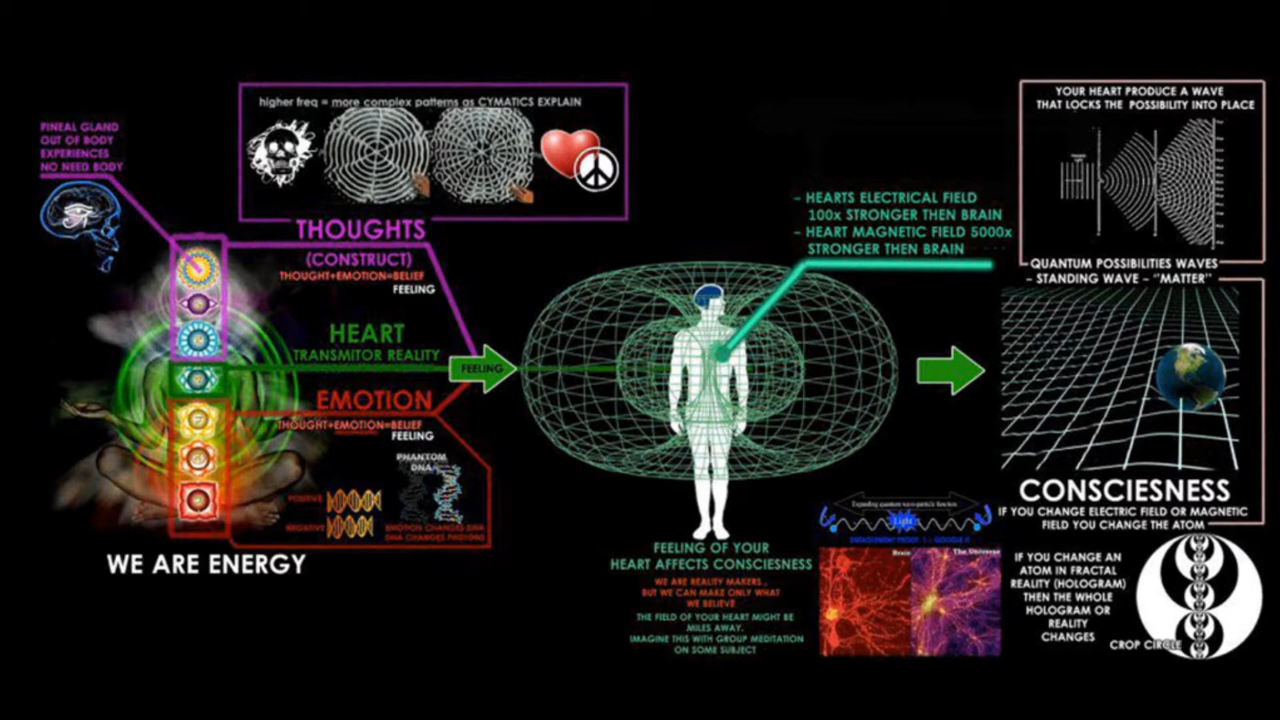 PINEAL GLAND
OUT OF BODY
EXPERIENCES
NO NEED BODY
higher freq = more complex patterns as CYMATICS EXPLAIN
THOUGHTS
(CONSTRUCT)
THOUGHT+EMOTION=BELIEF
FEELING
HEART
TRANSMITOR REALITY
FEELING
EMOTION
THOUGHT+EMOTION=BELIEF
FEELING
PHANTOM
DNA
POSITIVE
NEGATIVE
EMOTION CHANGES DNA
DNA CHANGES PHOTONS
WE ARE ENERGY
– HEARTS ELECTRICAL FIELD
100x STRONGER THEN BRAIN
– HEART MAGNETIC FIELD 5000x
STRONGER THEN BRAIN
FEELING OF YOUR
HEART AFFECTS CONSCIESNESS
WE ARE REALITY MAKERS ,
BUT WE CAN MAKE ONLY WHAT
WE BELIEVE
THE FIELD OF YOUR HEART MIGHT BE
MILES AWAY.
IMAGINE THIS WITH GROUP MEDITATION
ON SOME SUBJECT
Light
Brain
The Universe
YOUR HEART PRODUCE A WAVE
THAT LOCKS THE POSSIBILITY INTO PLACE
QUANTUM POSSIBILITIES WAVES
– STANDING WAVE – "MATTER"
CONSCIESNESS
IF YOU CHANGE ELECTRIC FIELD OR MAGNETIC
FIELD YOU CHANGE THE ATOM
IF YOU CHANGE AN
ATOM IN FRACTAL
REALITY (HOLOGRAM)
THEN THE WHOLE
HOLOGRAM OR
REALITY
CHANGES
CROP CIRCLE